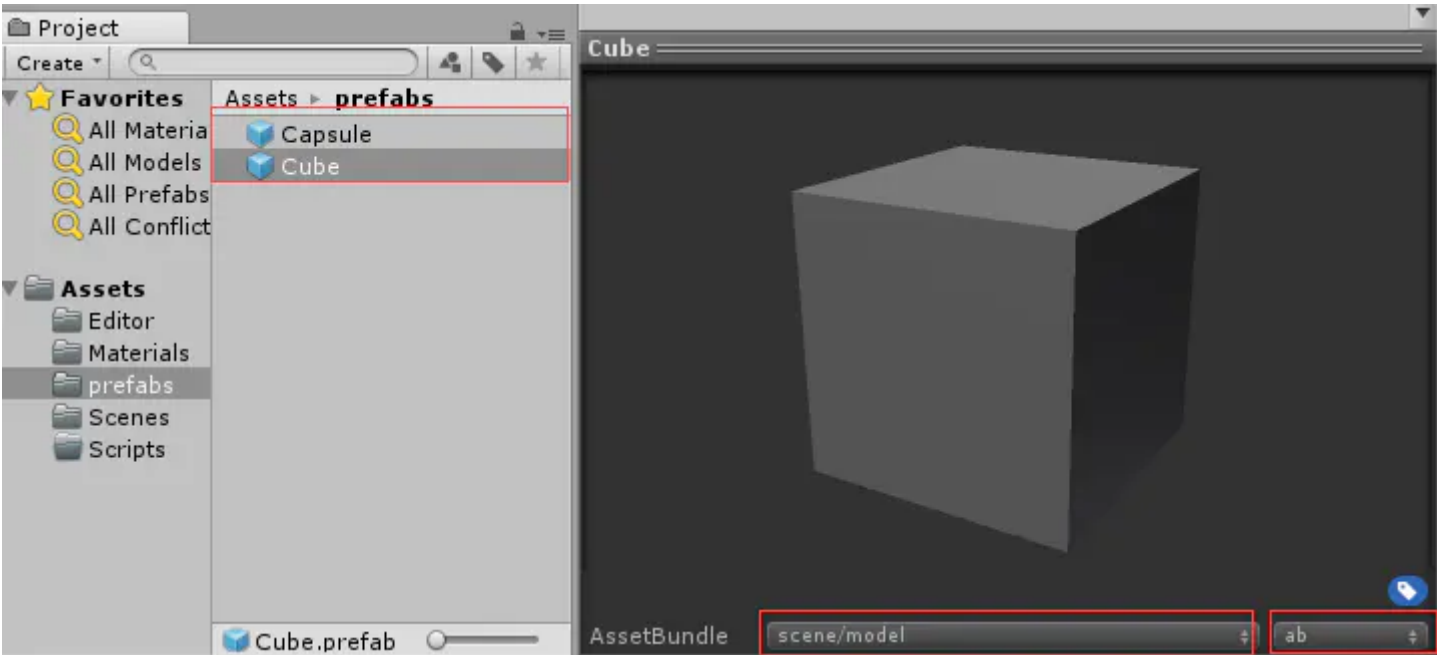 Project
Create
Favorites
All Materia
All Models
All Prefabs
All Conflict
Assets
Editor
Materials
prefabs
Scenes
Scripts
Assets ▸ prefabs
Capsule
Cube
Cube.prefab
Cube
AssetBundle scene/model ab